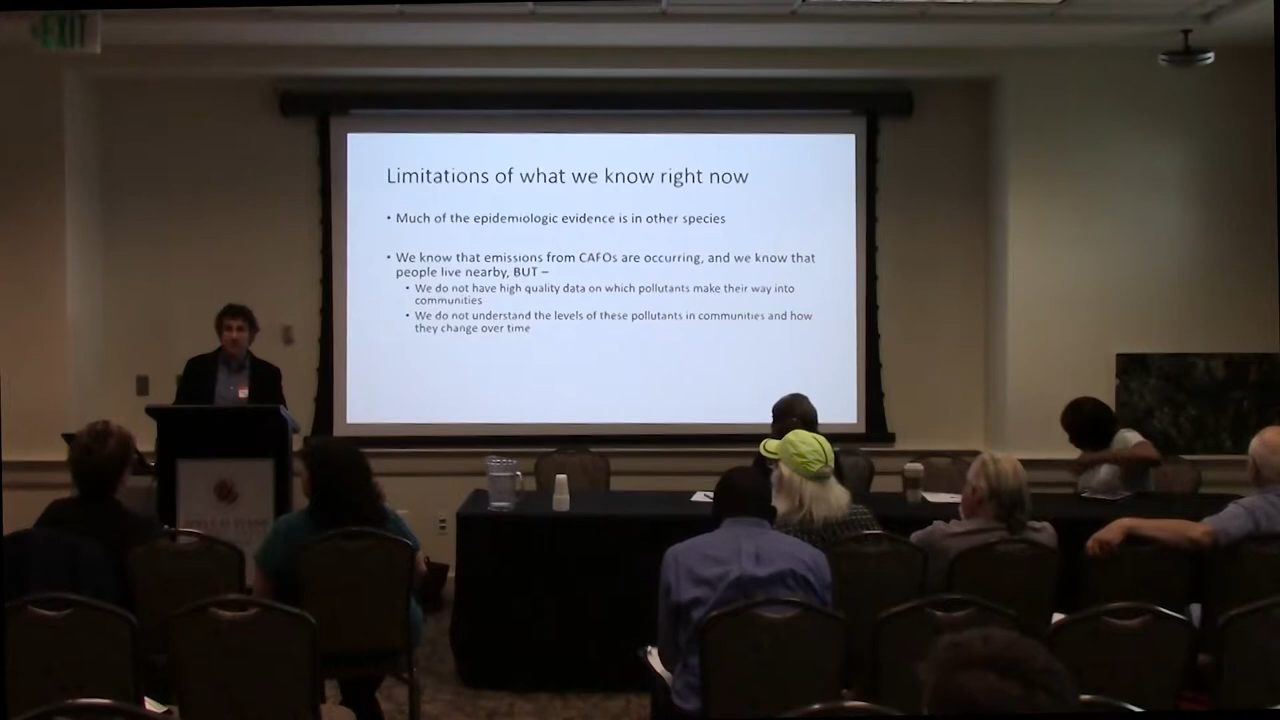 EXIT
Limitations of what we know right now
• Much of the epidemiologic evidence is in other species
• We know that emissions from CAFOs are occurring, and we know that
people live nearby, BUT –
• We do not have high quality data on which pollutants make their way into
communities
• We do not understand the levels of these pollutants in communities and how
they change over time